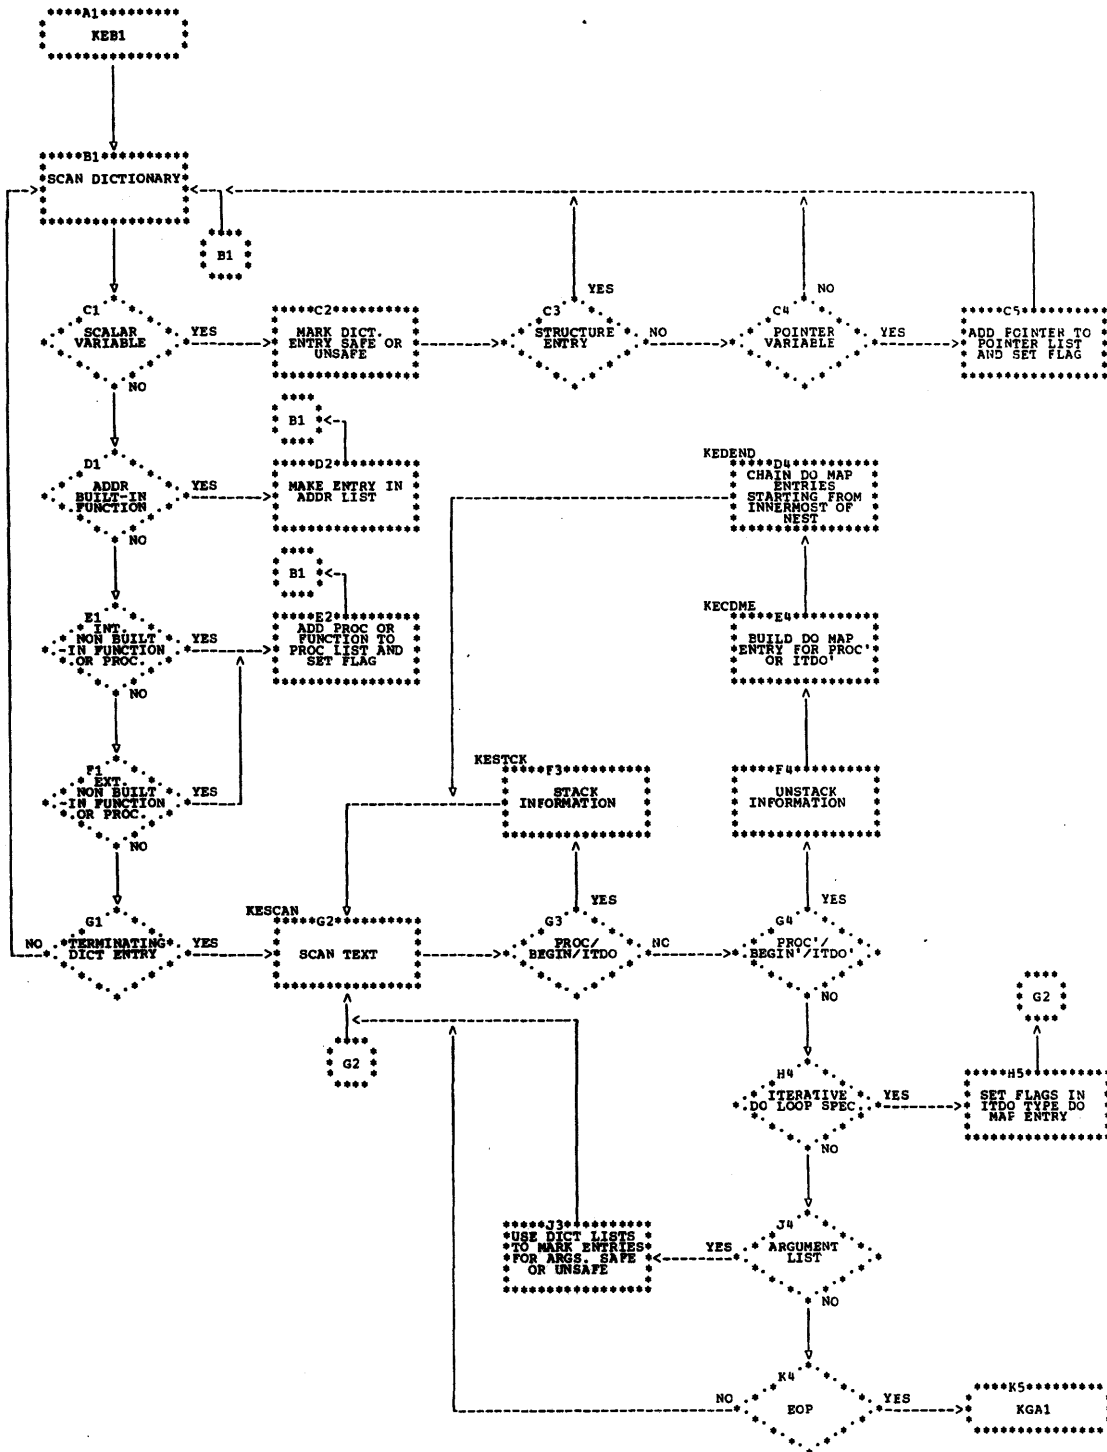 A1
KEB1
B1
SCAN DICTIONARY
B1
C1
SCALAR
VARIABLE
YES
NO
C2
MARK DICT.
ENTRY SAFE OR
UNSAFE
C3
STRUCTURE
ENTRY
YES
NO
C4
POINTER
VARIABLE
NO
YES
C5
ADD POINTER TO
POINTER LIST
AND SET FLAG
B1
D1
ADDR
BUILT-IN
FUNCTION
YES
NO
D2
MAKE ENTRY IN
ADDR LIST
KEDEND
D4
CHAIN DO MAP
ENTRIES
STARTING FROM
INNERMOST OF
NEST
B1
E1
INT.
NON BUILT
-IN FUNCTION
OR PROC.
YES
NO
E2
ADD PROC OR
FUNCTION TO
PROC LIST AND
SET FLAG
KECDME
E4
BUILD DO MAP
ENTRY FOR PROC'
OR ITDO'
F1
EXT.
NON BUILT
-IN FUNCTION
OR PROC.
YES
NO
KESTCK
F3
STACK
INFORMATION
F4
UNSTACK
INFORMATION
G1
TERMINATING
DICT ENTRY
NO
YES
KESCAN
G2
SCAN TEXT
G3
PROC/
BEGIN/ITDO
YES
NC
G4
PROC'/
BEGIN'/ITDO'
YES
NO
G2
G2
H4
ITERATIVE
DO LOOP SPEC.
YES
NO
H5
SET FLAGS IN
ITDO TYPE DO
MAP ENTRY
J3
USE DICT LISTS
TO MARK ENTRIES
FOR ARGS. SAFE
OR UNSAFE
J4
ARGUMENT
LIST
YES
NO
K4
EOP
NO
YES
K5
KGA1